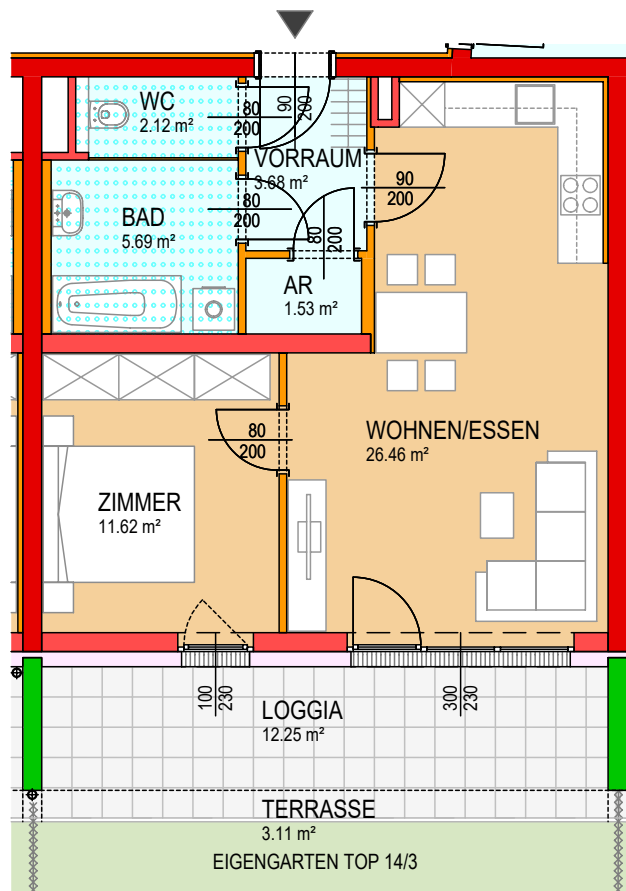 WC
2.12 m²
80
200
90
200
VORRAUM
3.68 m²
90
200
BAD
5.69 m²
80
200
80
200
AR
1.53 m²
WOHNEN/ESSEN
26.46 m²
80
200
ZIMMER
11.62 m²
100
230
300
230
LOGGIA
12.25 m²
TERRASSE
3.11 m²
EIGENGARTEN TOP 14/3